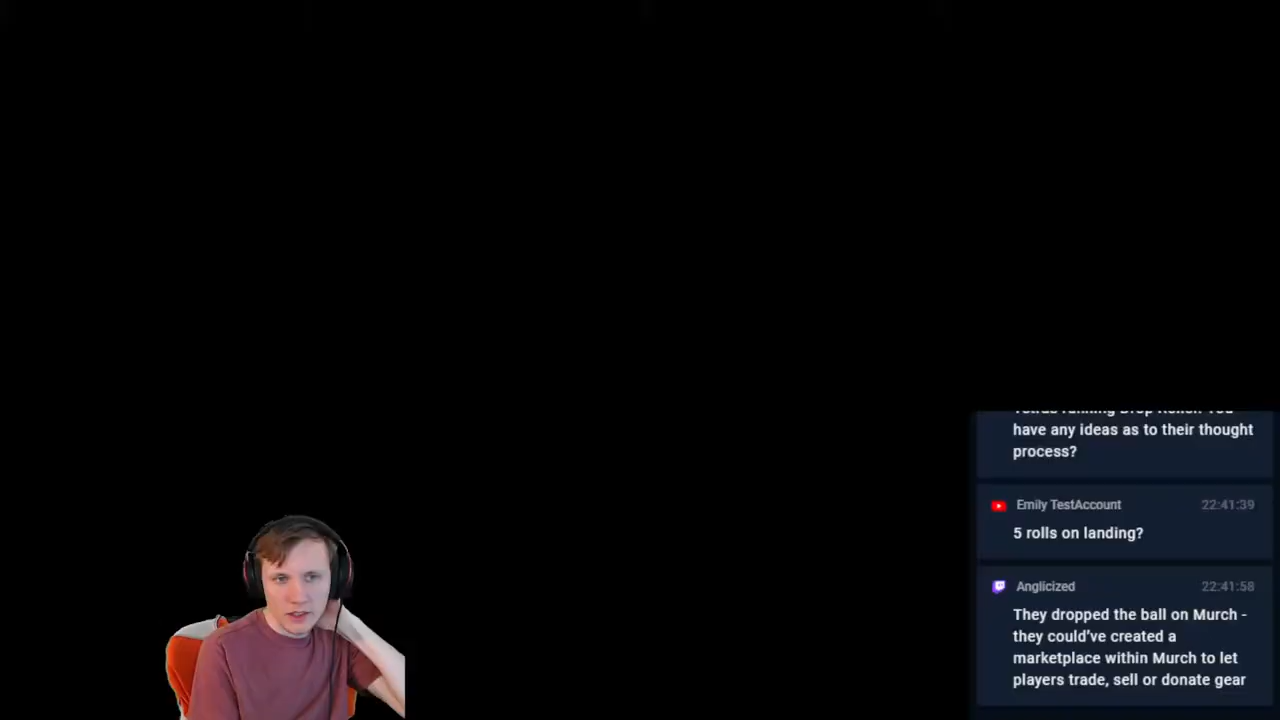 have any ideas as to their thought
process?
Emily TestAccount 22:41:39
5 rolls on landing?
Anglicized 22:41:58
They dropped the ball on Murch -
they could've created a
marketplace within Murch to let
players trade, sell or donate gear